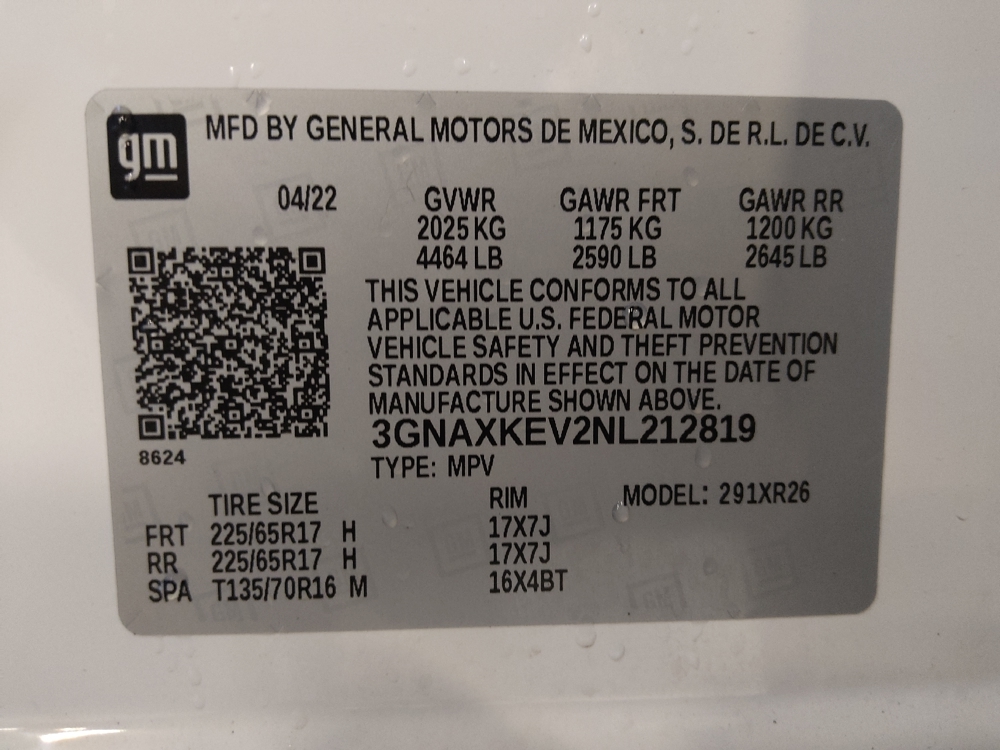 gm
MFD BY GENERAL MOTORS DE MEXICO, S. DE R.L. DE C.V.
04/22 GVWR GAWR FRT GAWR RR
2025 KG 1175 KG 1200 KG
4464 LB 2590 LB 2645 LB
THIS VEHICLE CONFORMS TO ALL
APPLICABLE U.S. FEDERAL MOTOR
VEHICLE SAFETY AND THEFT PREVENTION
STANDARDS IN EFFECT ON THE DATE OF
MANUFACTURE SHOWN ABOVE.
3GNAXKEV2NL212819
8624
TYPE: MPV
TIRE SIZE RIM MODEL: 291XR26
FRT 225/65R17 H 17X7J
RR 225/65R17 H 17X7J
SPA T135/70R16 M 16X4BT